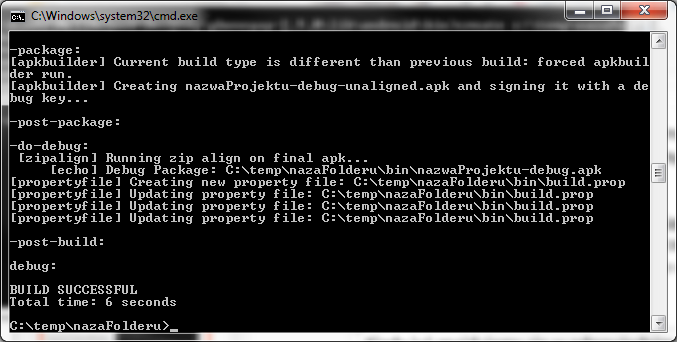 C:\Windows\system32\cmd.exe
-package:
[apkbuilder] Current build type is different than previous build: forced apkbuil
der run.
[apkbuilder] Creating nazwaProjektu-debug-unaligned.apk and signing it with a de
bug key...
-post-package:
-do-debug:
[zipalign] Running zip align on final apk...
[echo] Debug Package: C:\temp\nazaFolderu\bin\nazwaProjektu-debug.apk
[propertyfile] Creating new property file: C:\temp\nazaFolderu\bin\build.prop
[propertyfile] Updating property file: C:\temp\nazaFolderu\bin\build.prop
[propertyfile] Updating property file: C:\temp\nazaFolderu\bin\build.prop
[propertyfile] Updating property file: C:\temp\nazaFolderu\bin\build.prop
-post-build:
debug:
BUILD SUCCESSFUL
Total time: 6 seconds
C:\temp\nazaFolderu>_